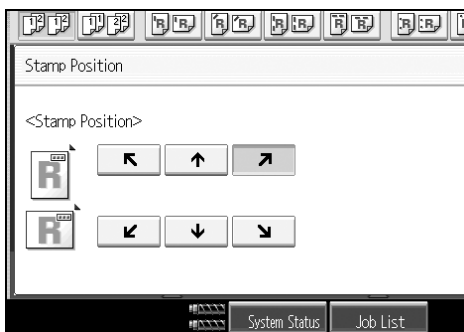 Stamp Position
<Stamp Position>
R
R
System Status
Job List